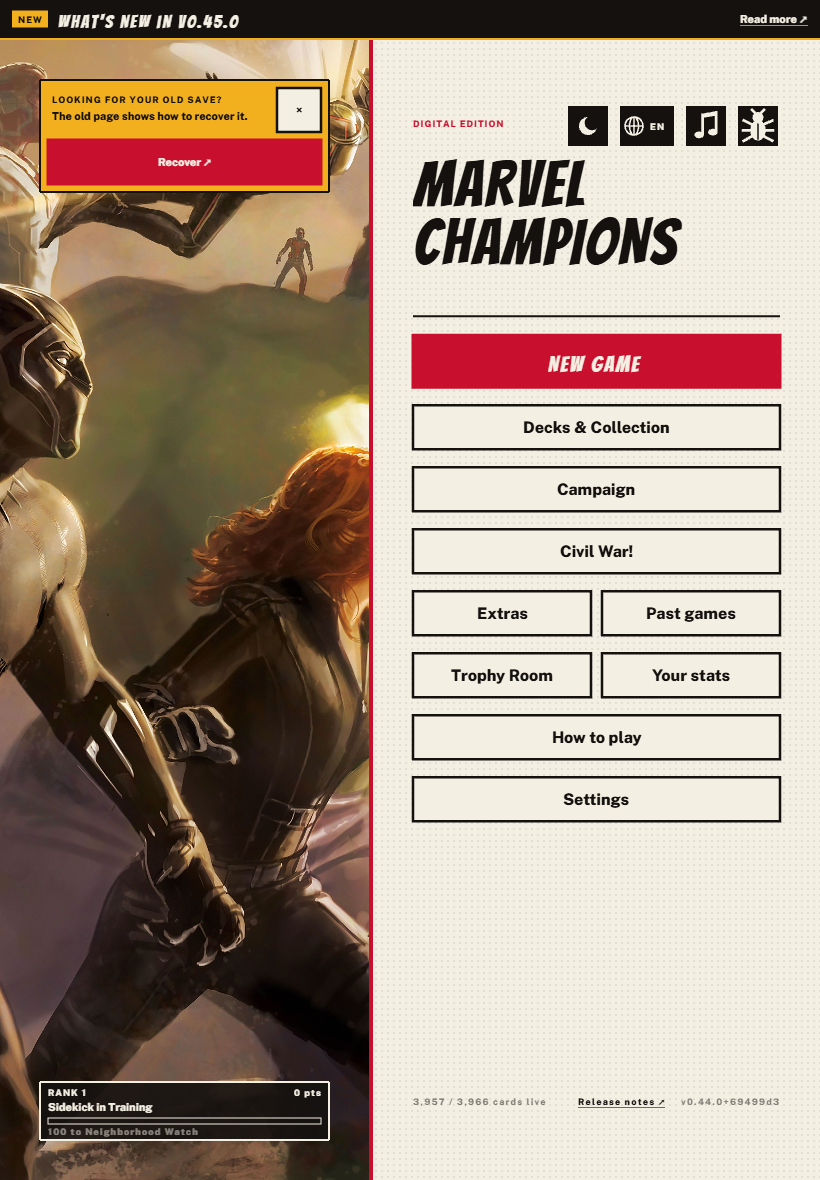 NEW WHAT'S NEW IN V0.45.0 Read more ↗
LOOKING FOR YOUR OLD SAVE?
The old page shows how to recover it.
×
Recover ↗
DIGITAL EDITION
EN
MARVEL
CHAMPIONS
NEW GAME
Decks & Collection
Campaign
Civil War!
Extras
Past games
Trophy Room
Your stats
How to play
Settings
RANK 1 0 pts
Sidekick in Training
100 to Neighborhood Watch
3,957 / 3,966 cards live Release notes ↗ v0.44.0+69499d3